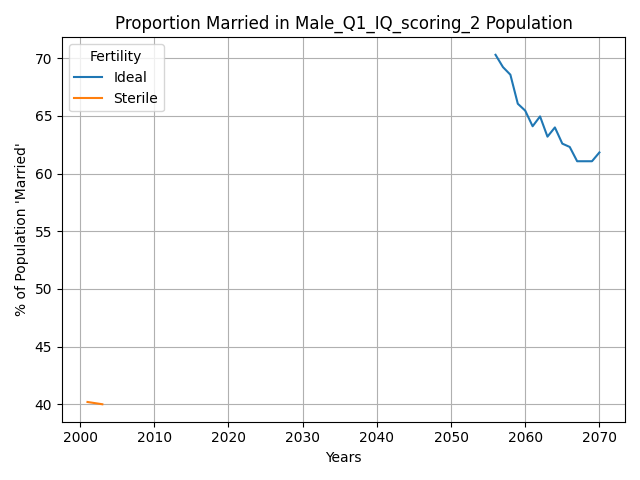 Proportion Married in Male_Q1_IQ_scoring_2 Population
Fertility
Ideal
Sterile
% of Population 'Married'
70
65
60
55
50
45
40
2000 2010 2020 2030 2040 2050 2060 2070
Years